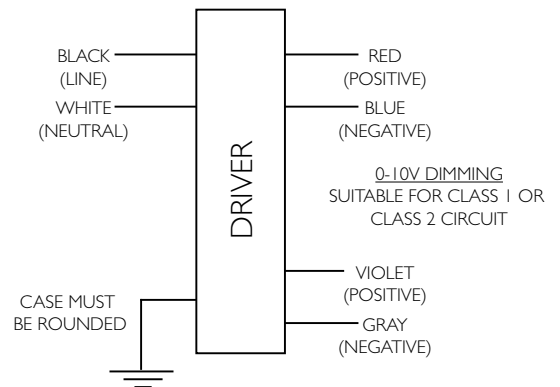 BLACK
(LINE)
WHITE
(NEUTRAL)
CASE MUST
BE ROUNDED
DRIVER
RED
(POSITIVE)
BLUE
(NEGATIVE)
0-10V DIMMING
SUITABLE FOR CLASS 1 OR
CLASS 2 CIRCUIT
VIOLET
(POSITIVE)
GRAY
(NEGATIVE)